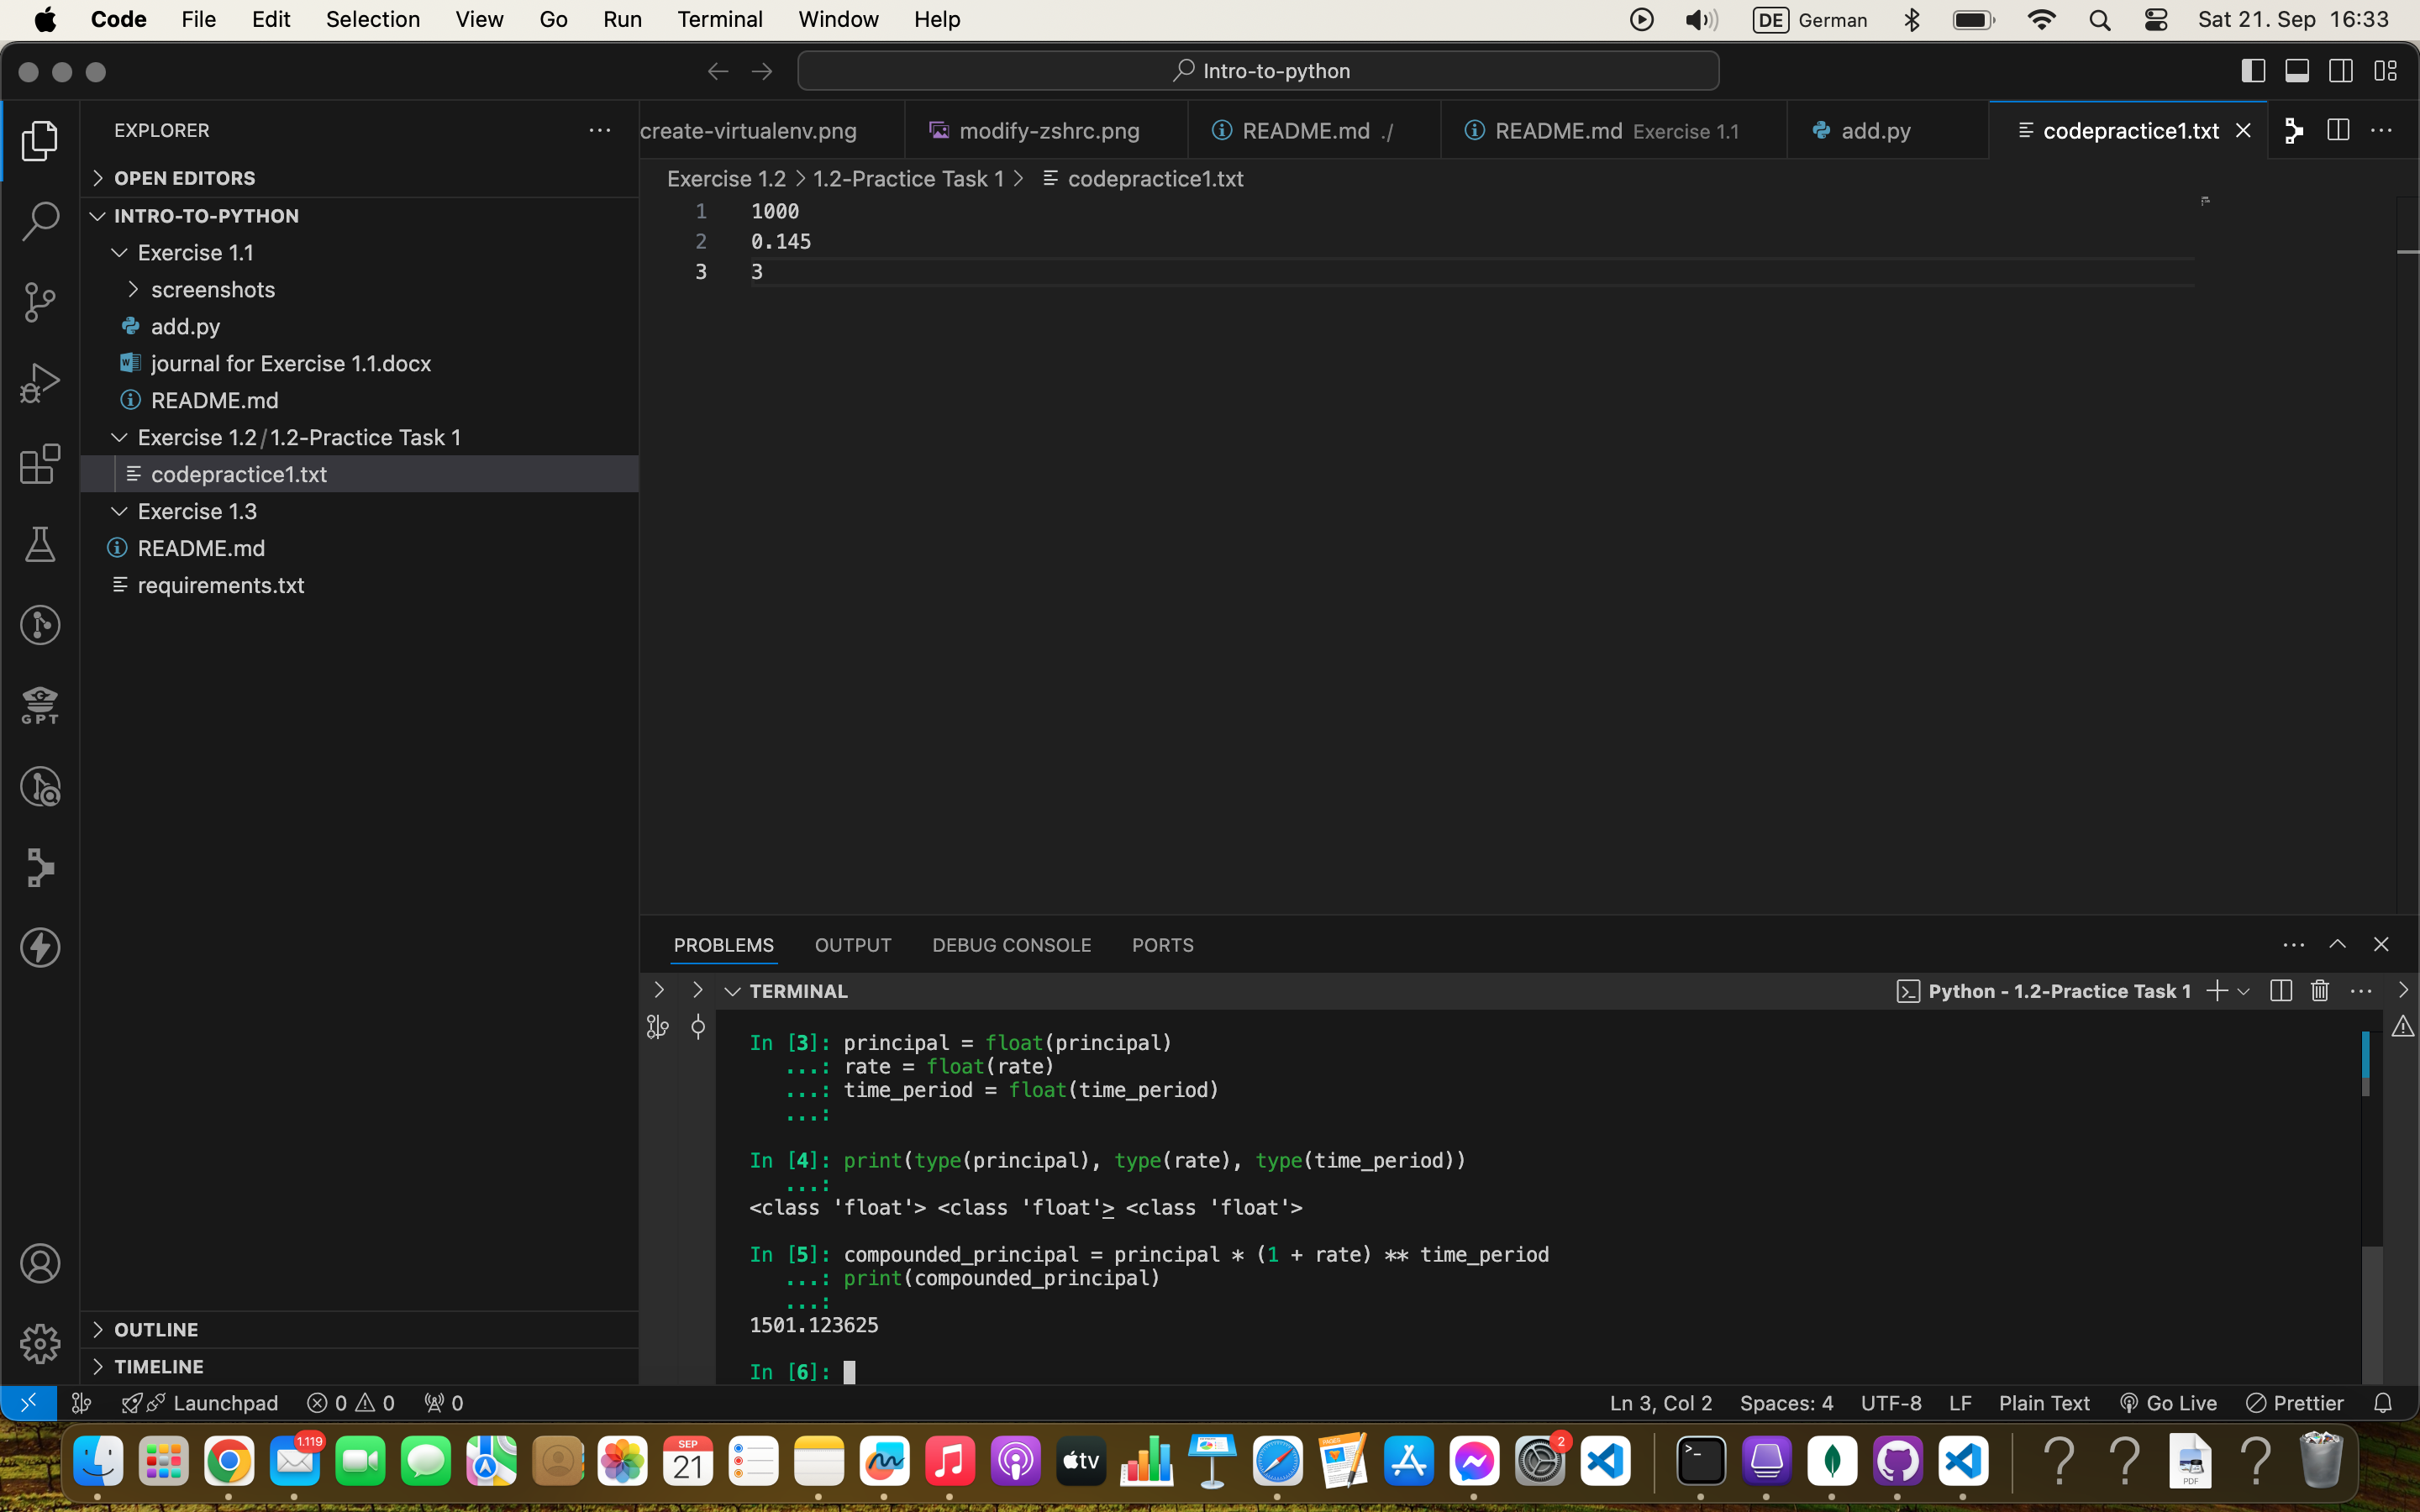 Code File Edit Selection View Go Run Terminal Window Help DE German Sat 21. Sep 16:33
Intro-to-python
EXPLORER
create-virtualenv.png modify-zshrc.png README.md ./ README.md Exercise 1.1 add.py codepractice1.txt
OPEN EDITORS
INTRO-TO-PYTHON
Exercise 1.1
screenshots
add.py
journal for Exercise 1.1.docx
README.md
Exercise 1.2/1.2-Practice Task 1
codepractice1.txt
Exercise 1.3
README.md
requirements.txt
GPT
OUTLINE
TIMELINE
Exercise 1.2 > 1.2-Practice Task 1 > codepractice1.txt
1 1000
2 0.145
3 3
PROBLEMS OUTPUT DEBUG CONSOLE PORTS
TERMINAL Python - 1.2-Practice Task 1
In [3]: principal = float(principal)
...: rate = float(rate)
...: time_period = float(time_period)
...:
In [4]: print(type(principal), type(rate), type(time_period))
...:
<class 'float'> <class 'float'> <class 'float'>
In [5]: compounded_principal = principal * (1 + rate) ** time_period
...: print(compounded_principal)
...:
1501.123625
In [6]:
Launchpad 0 0 0 Ln 3, Col 2 Spaces: 4 UTF-8 LF Plain Text Go Live Prettier
1.119 SEP 21 tv PAGES 2 >_ ? ? PDF ?